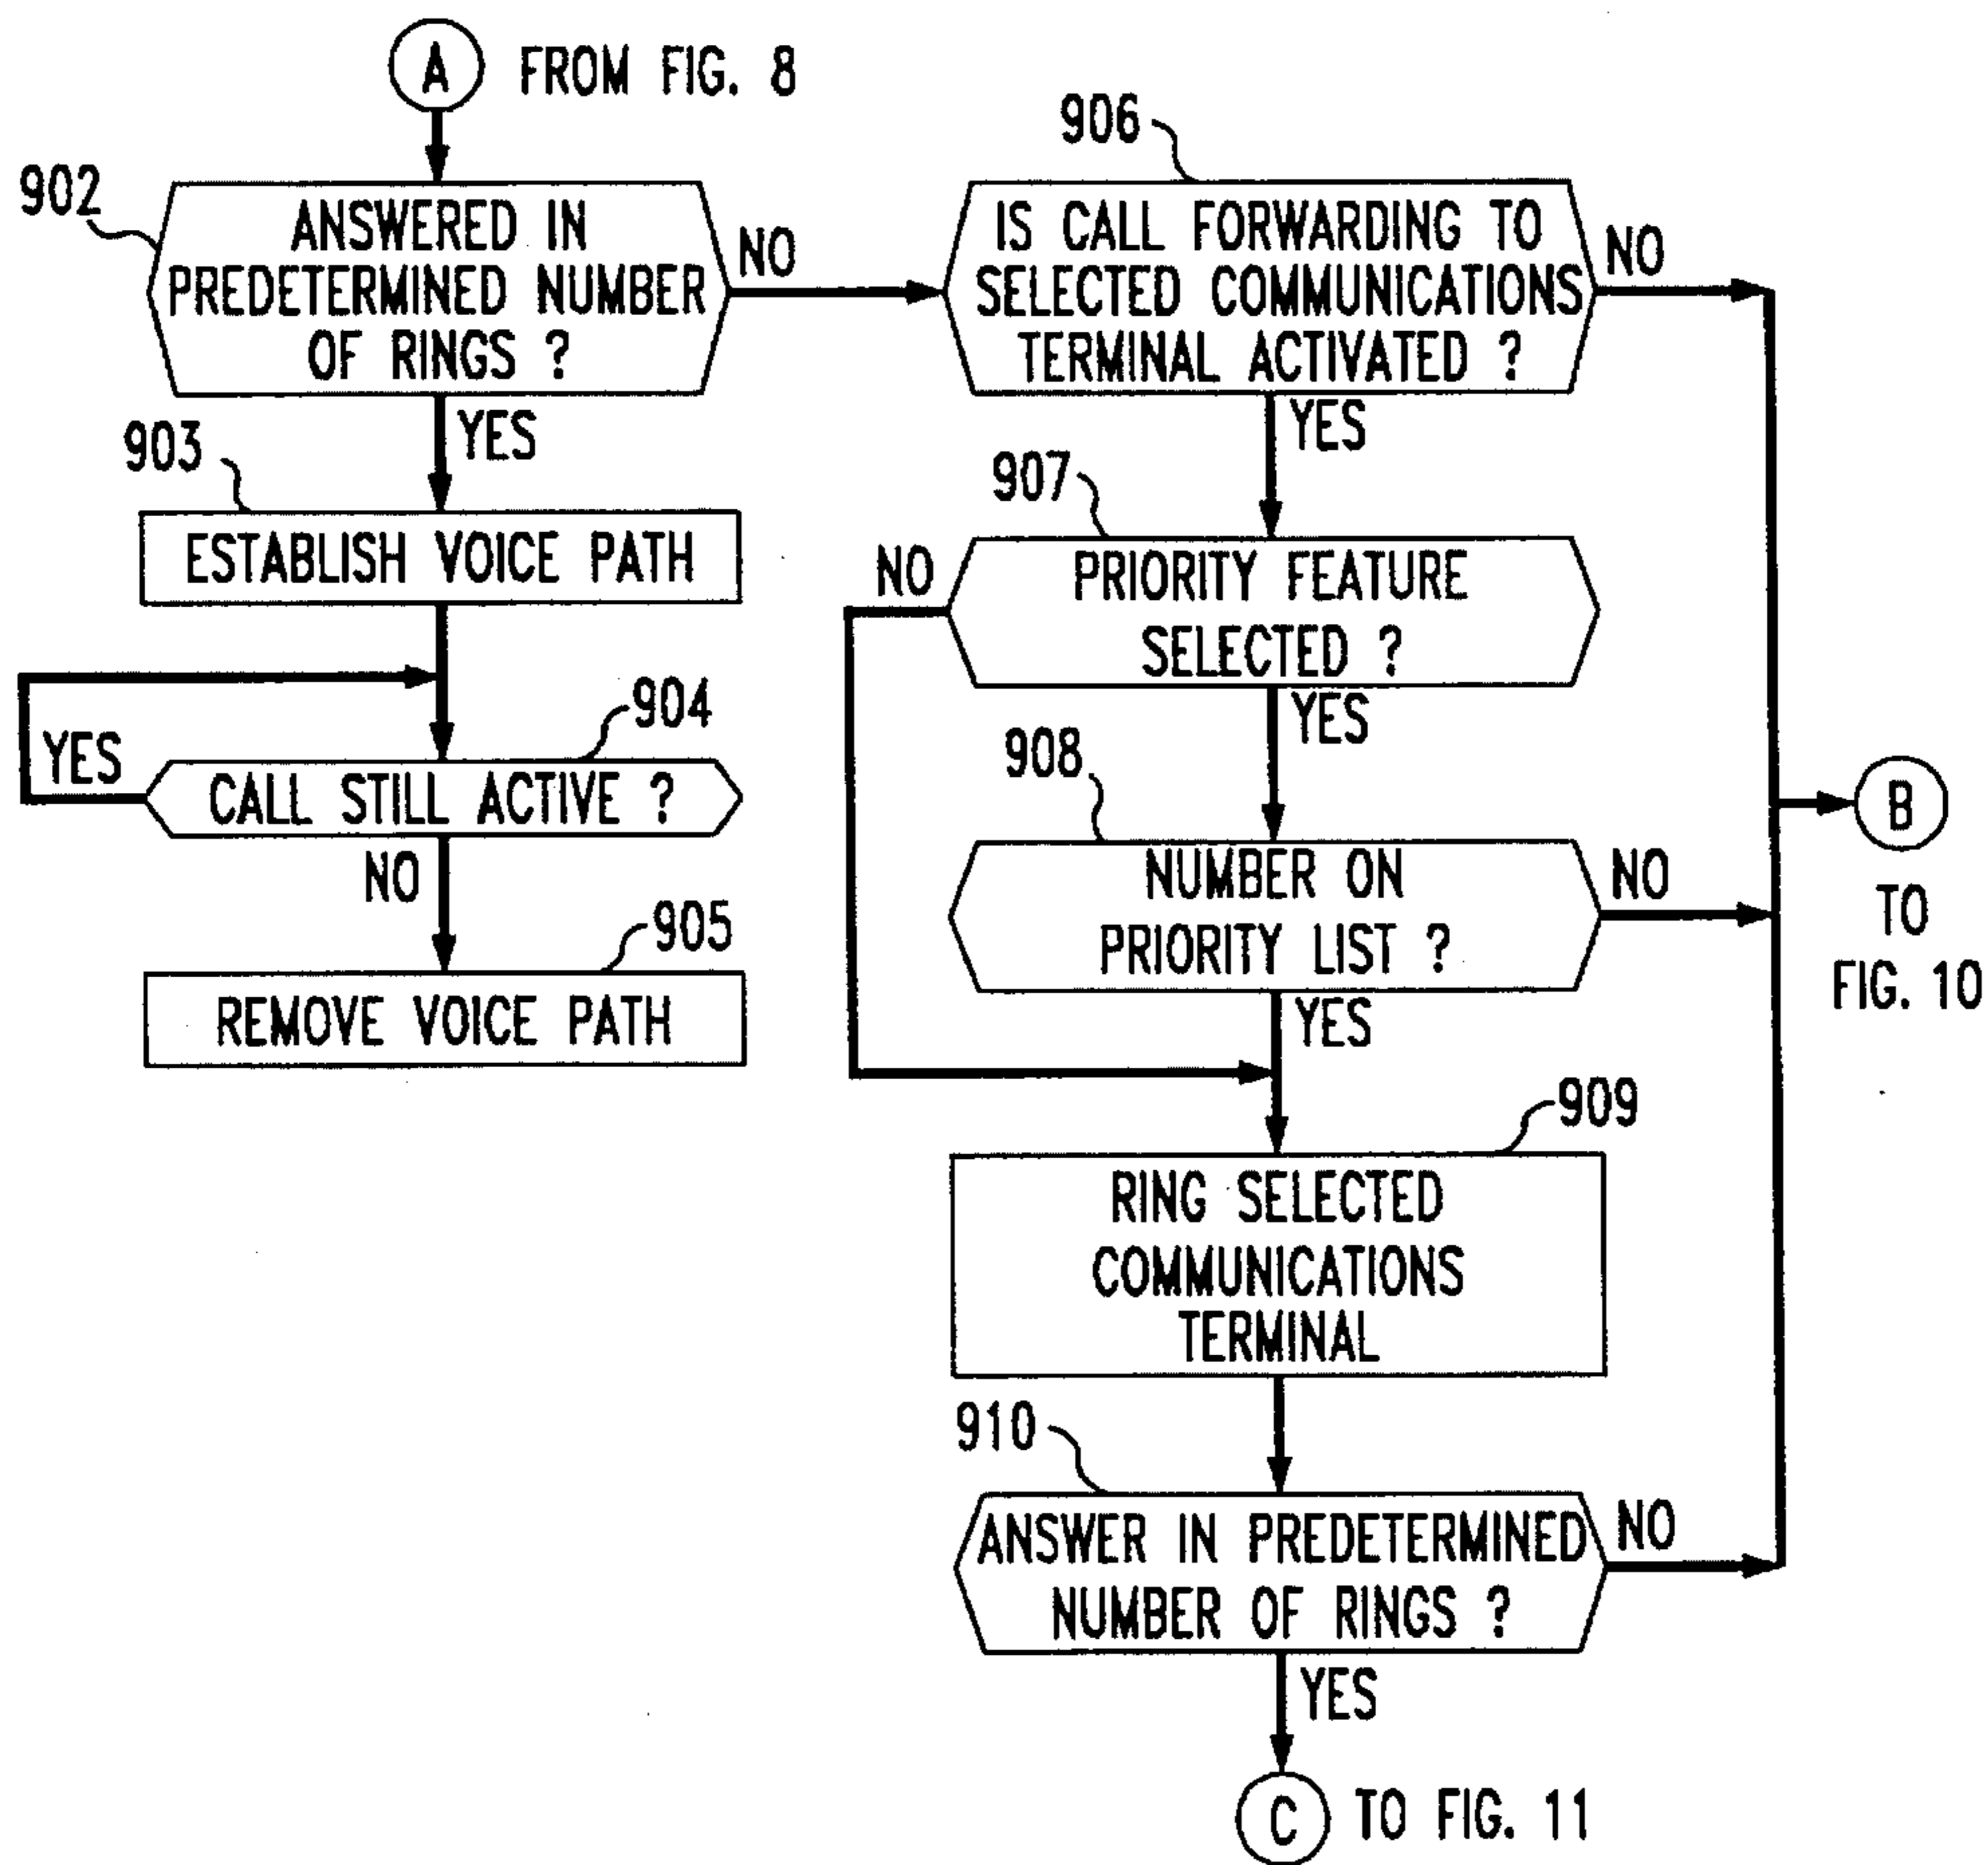 A FROM FIG. 8
902
ANSWERED IN
PREDETERMINED NUMBER
OF RINGS ?
NO
YES
903
ESTABLISH VOICE PATH
904
YES
CALL STILL ACTIVE ?
NO
905
REMOVE VOICE PATH
906
IS CALL FORWARDING TO
SELECTED COMMUNICATIONS
TERMINAL ACTIVATED ?
NO
YES
907
NO
PRIORITY FEATURE
SELECTED ?
YES
908
NUMBER ON
PRIORITY LIST ?
NO
YES
909
RING SELECTED
COMMUNICATIONS
TERMINAL
910
ANSWER IN PREDETERMINED
NUMBER OF RINGS ?
NO
YES
C TO FIG. 11
B
TO
FIG. 10